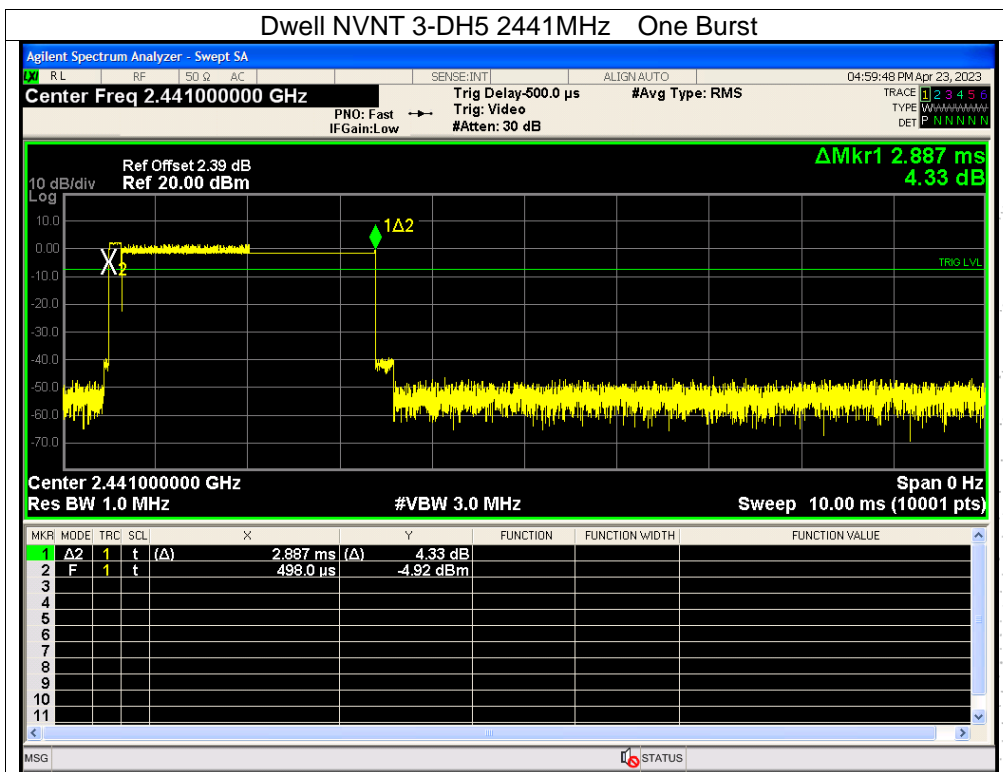 Dwell NVNT 3-DH5 2441MHz One Burst
Agilent Spectrum Analyzer - Swept SA
LXI RL RF 50 Ω AC SENSE:INT ALIGN AUTO 04:59:48 PM Apr 23, 2023
Center Freq 2.441000000 GHz Trig Delay-500.0 µs #Avg Type: RMS TRACE 1 2 3 4 5 6
PNO: Fast Trig: Video TYPE WWWWWWWW
IFGain:Low #Atten: 30 dB DET P N N N N N
ΔMkr1 2.887 ms
Ref Offset 2.39 dB
10 dB/div Ref 20.00 dBm 4.33 dB
Log
10.0
1Δ2
0.00
X2
TRIG LVL
-10.0
-20.0
-30.0
-40.0
-50.0
-60.0
-70.0
Center 2.441000000 GHz Span 0 Hz
Res BW 1.0 MHz #VBW 3.0 MHz Sweep 10.00 ms (10001 pts)
MKR MODE TRC SCL X Y FUNCTION FUNCTION WIDTH FUNCTION VALUE
1 Δ2 1 t (Δ) 2.887 ms (Δ) 4.33 dB
2 F 1 t 498.0 µs -4.92 dBm
3
4
5
6
7
8
9
10
11
MSG STATUS